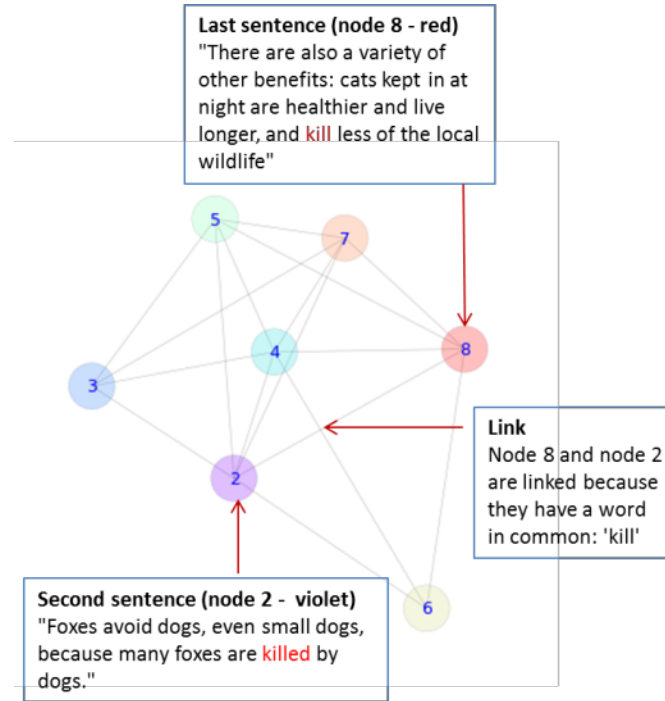 Last sentence (node 8 - red)
"There are also a variety of
other benefits: cats kept in at
night are healthier and live
longer, and kill less of the local
wildlife"
5
7
4
8
3
2
Link
Node 8 and node 2
are linked because
they have a word
in common: 'kill'
6
Second sentence (node 2 - violet)
"Foxes avoid dogs, even small dogs,
because many foxes are killed by
dogs."